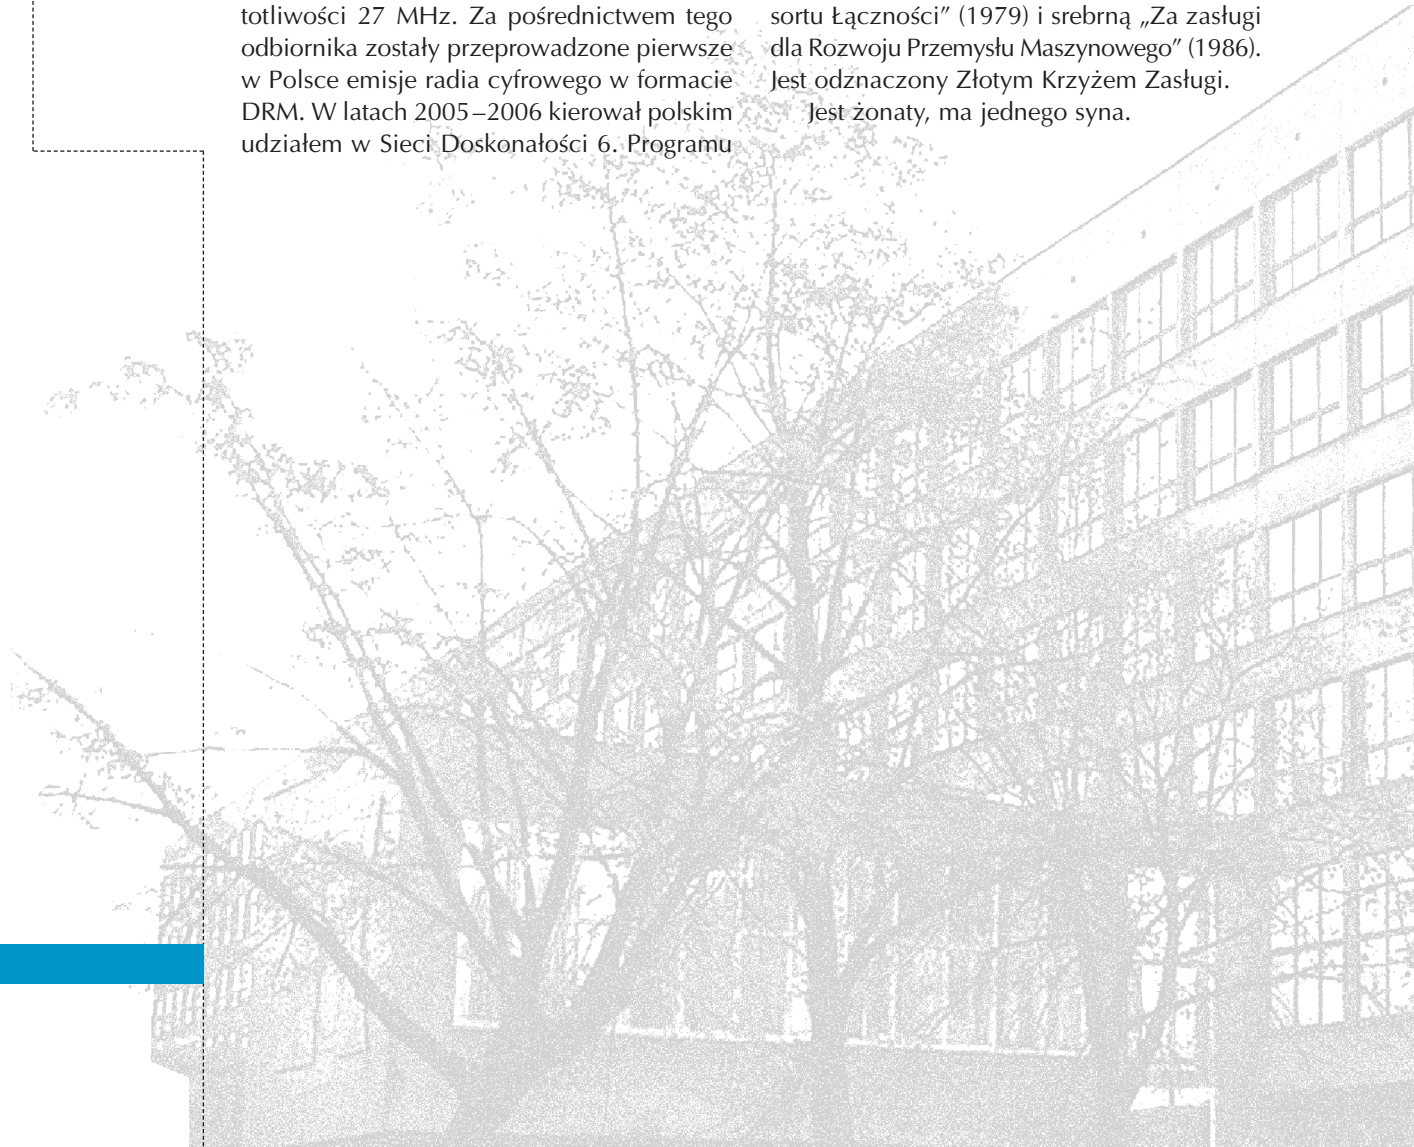 totliwości 27 MHz. Za pośrednictwem tego
odbiornika zostały przeprowadzone pierwsze
w Polsce emisje radia cyfrowego w formacie
DRM. W latach 2005–2006 kierował polskim
udziałem w Sieci Doskonałości 6. Programu
sortu Łączności” (1979) i srebrną „Za zasługi
dla Rozwoju Przemysłu Maszynowego” (1986).
Jest odznaczony Złotym Krzyżem Zasługi.
Jest żonaty, ma jednego syna.